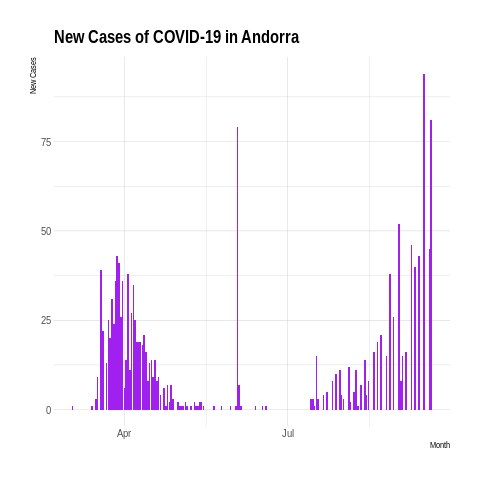 New Cases of COVID-19 in Andorra
New Cases
75
50
25
0
Apr
Jul
Month